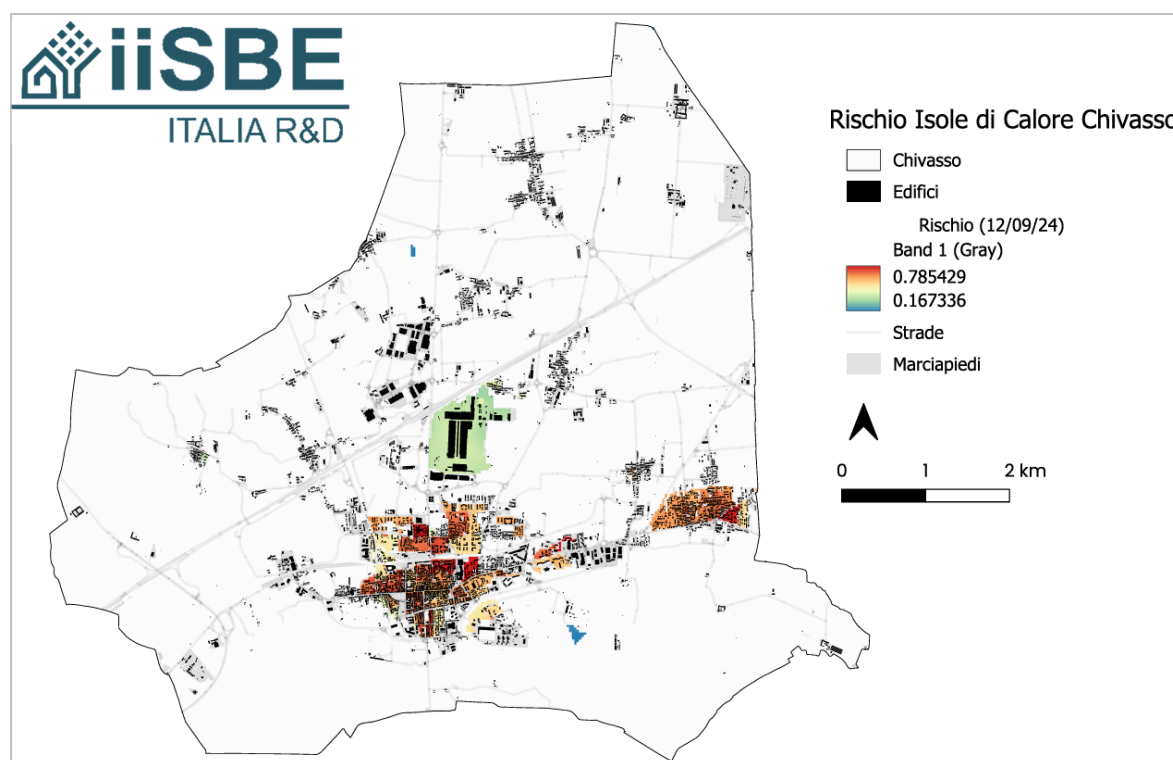 iiSBE
ITALIA R&D
Rischio Isole di Calore Chivasso
Chivasso
Edifici
Rischio (12/09/24)
Band 1 (Gray)
0.785429
0.167336
Strade
Marciapiedi
0 1 2 km